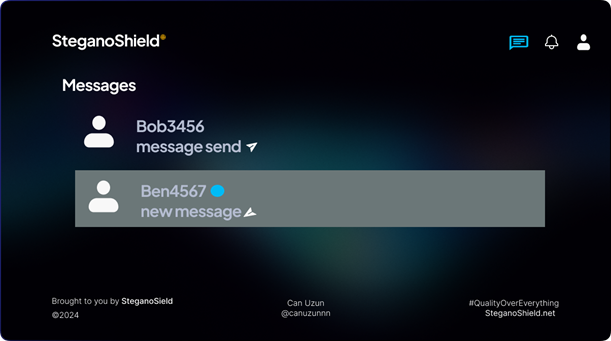 SteganoShield
Messages
Bob3456
message send
Ben4567
new message
Brought to you by SteganoSield
©2024
Can Uzun
@canuzunnn
#QualityOverEverything
SteganoShield.net